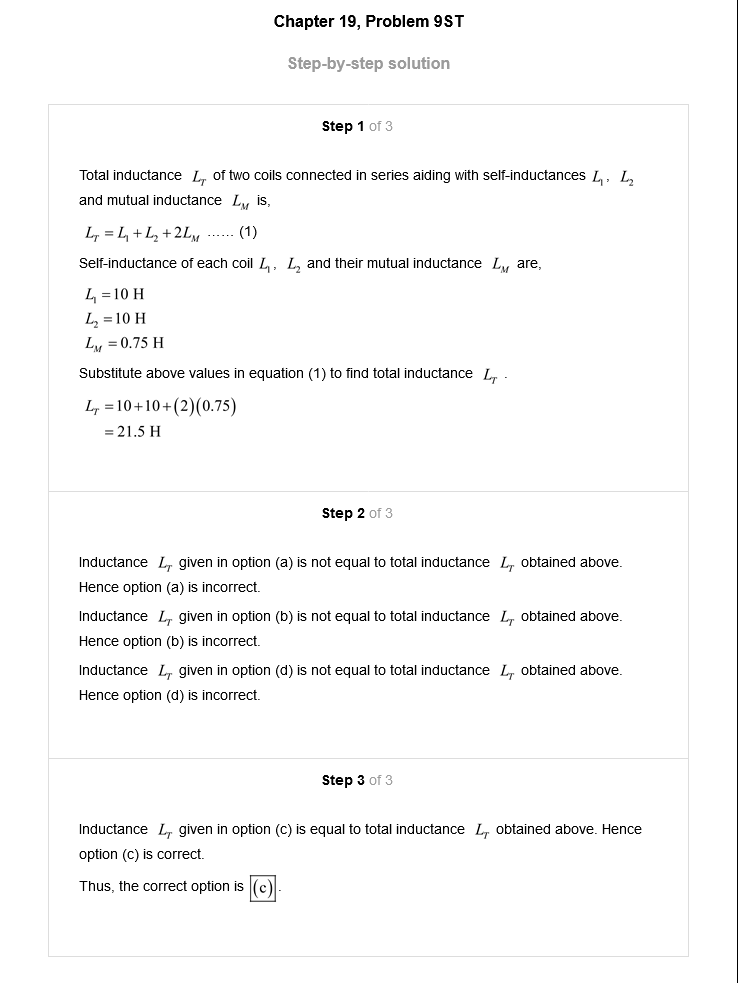 Chapter 19, Problem 9ST
Step-by-step solution
Step 1 of 3
Total inductance L_T of two coils connected in series aiding with self-inductances L_1, L_2
and mutual inductance L_M is,
L_T = L_1 + L_2 + 2L_M ...... (1)
Self-inductance of each coil L_1, L_2 and their mutual inductance L_M are,
L_1 = 10 H
L_2 = 10 H
L_M = 0.75 H
Substitute above values in equation (1) to find total inductance L_T .
L_T = 10+10+(2)(0.75)
= 21.5 H
Step 2 of 3
Inductance L_T given in option (a) is not equal to total inductance L_T obtained above.
Hence option (a) is incorrect.
Inductance L_T given in option (b) is not equal to total inductance L_T obtained above.
Hence option (b) is incorrect.
Inductance L_T given in option (d) is not equal to total inductance L_T obtained above.
Hence option (d) is incorrect.
Step 3 of 3
Inductance L_T given in option (c) is equal to total inductance L_T obtained above. Hence
option (c) is correct.
Thus, the correct option is (c).